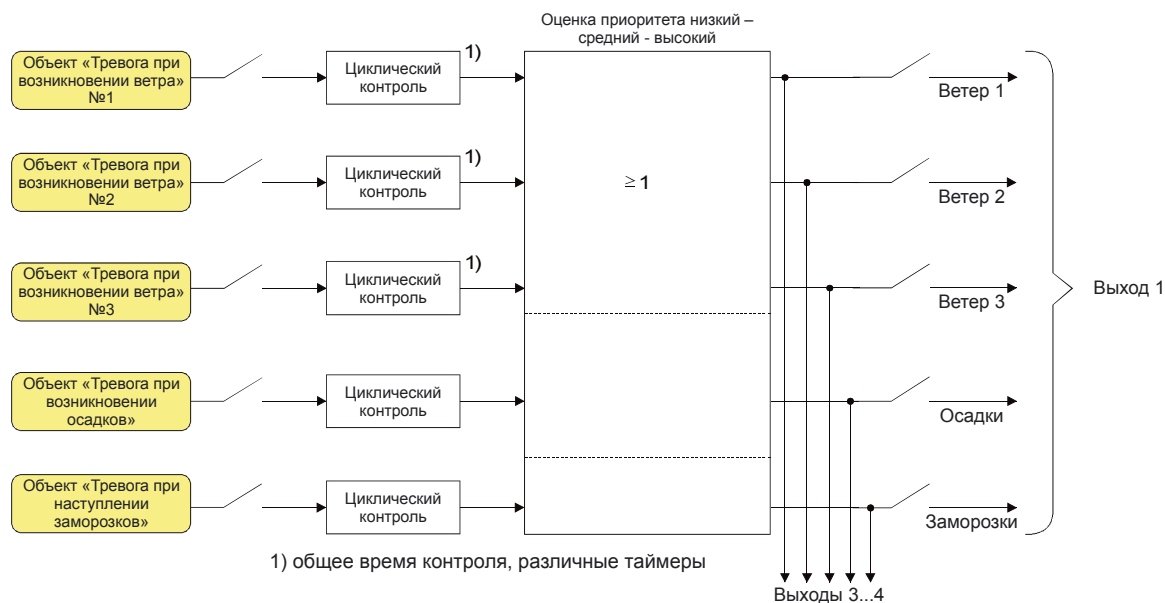 Оценка приоритета низкий –
средний - высокий
Объект «Тревога при
возникновении ветра»
№1
Циклический
контроль
1)
Ветер 1
Объект «Тревога при
возникновении ветра»
№2
Циклический
контроль
1)
≥ 1
Ветер 2
Объект «Тревога при
возникновении ветра»
№3
Циклический
контроль
1)
Ветер 3
Выход 1
Объект «Тревога при
возникновении
осадков»
Циклический
контроль
Осадки
Объект «Тревога при
наступлении
заморозков»
Циклический
контроль
Заморозки
1) общее время контроля, различные таймеры
Выходы 3...4